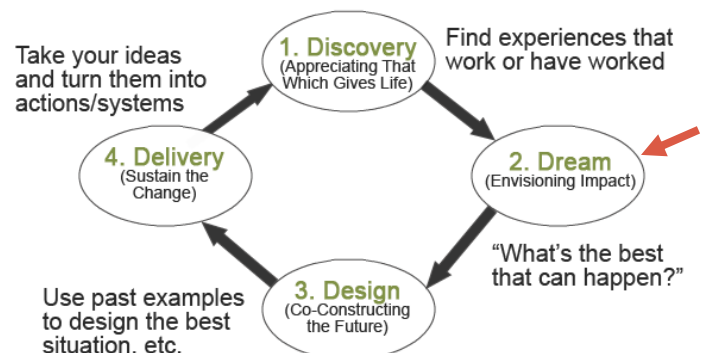 1. Discovery
(Appreciating That
Which Gives Life)
Find experiences that
work or have worked
2. Dream
(Envisioning Impact)
“What’s the best
that can happen?”
3. Design
(Co-Constructing
the Future)
Use past examples
to design the best
situation, etc.
4. Delivery
(Sustain the
Change)
Take your ideas
and turn them into
actions/systems